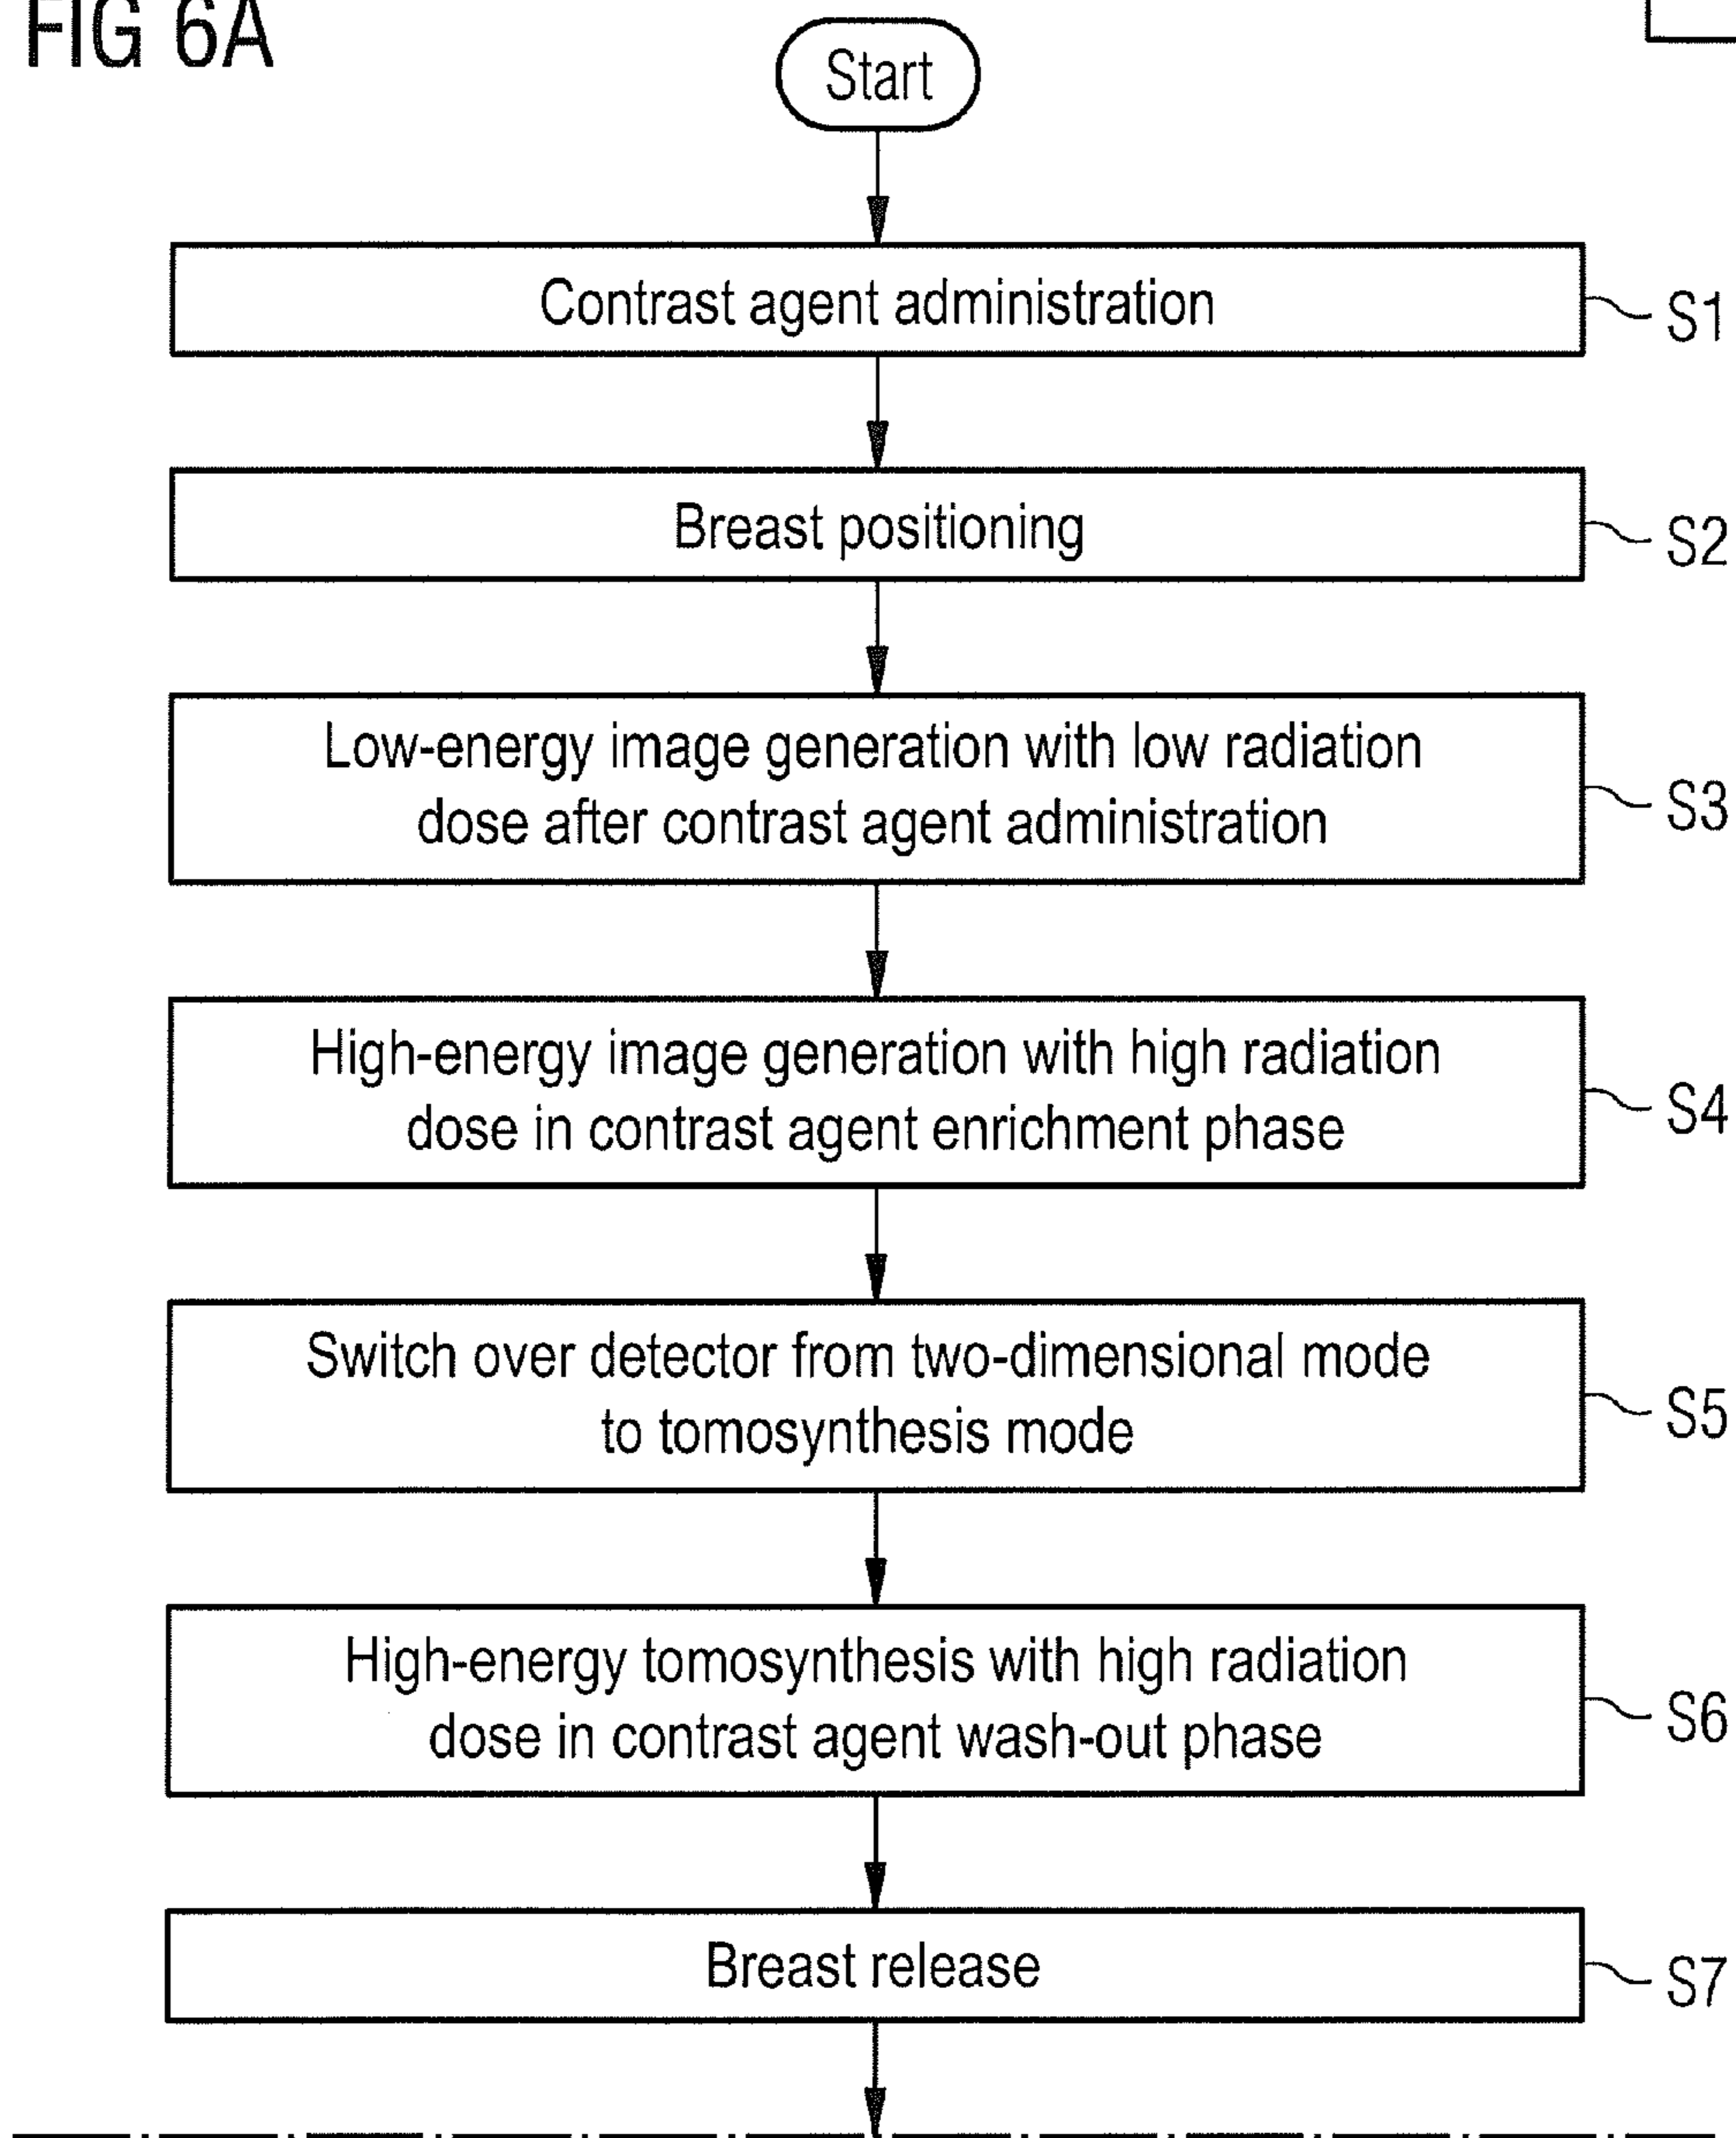 FIG 6A
Start
Contrast agent administration
S1
Breast positioning
S2
Low-energy image generation with low radiation
dose after contrast agent administration
S3
High-energy image generation with high radiation
dose in contrast agent enrichment phase
S4
Switch over detector from two-dimensional mode
to tomosynthesis mode
S5
High-energy tomosynthesis with high radiation
dose in contrast agent wash-out phase
S6
Breast release
S7